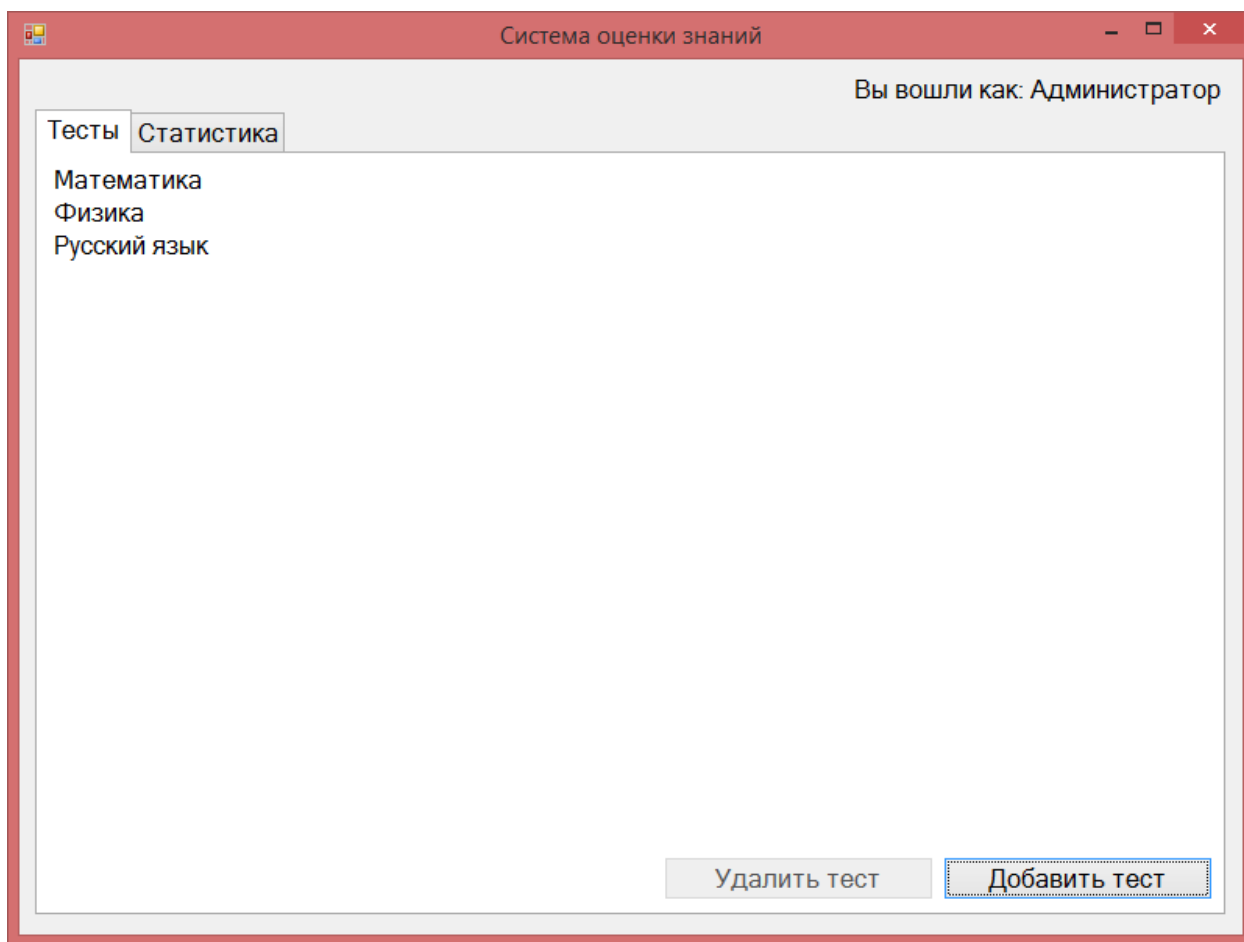 Система оценки знаний
Вы вошли как: Администратор
Тесты Статистика
Математика
Физика
Русский язык
Удалить тест Добавить тест